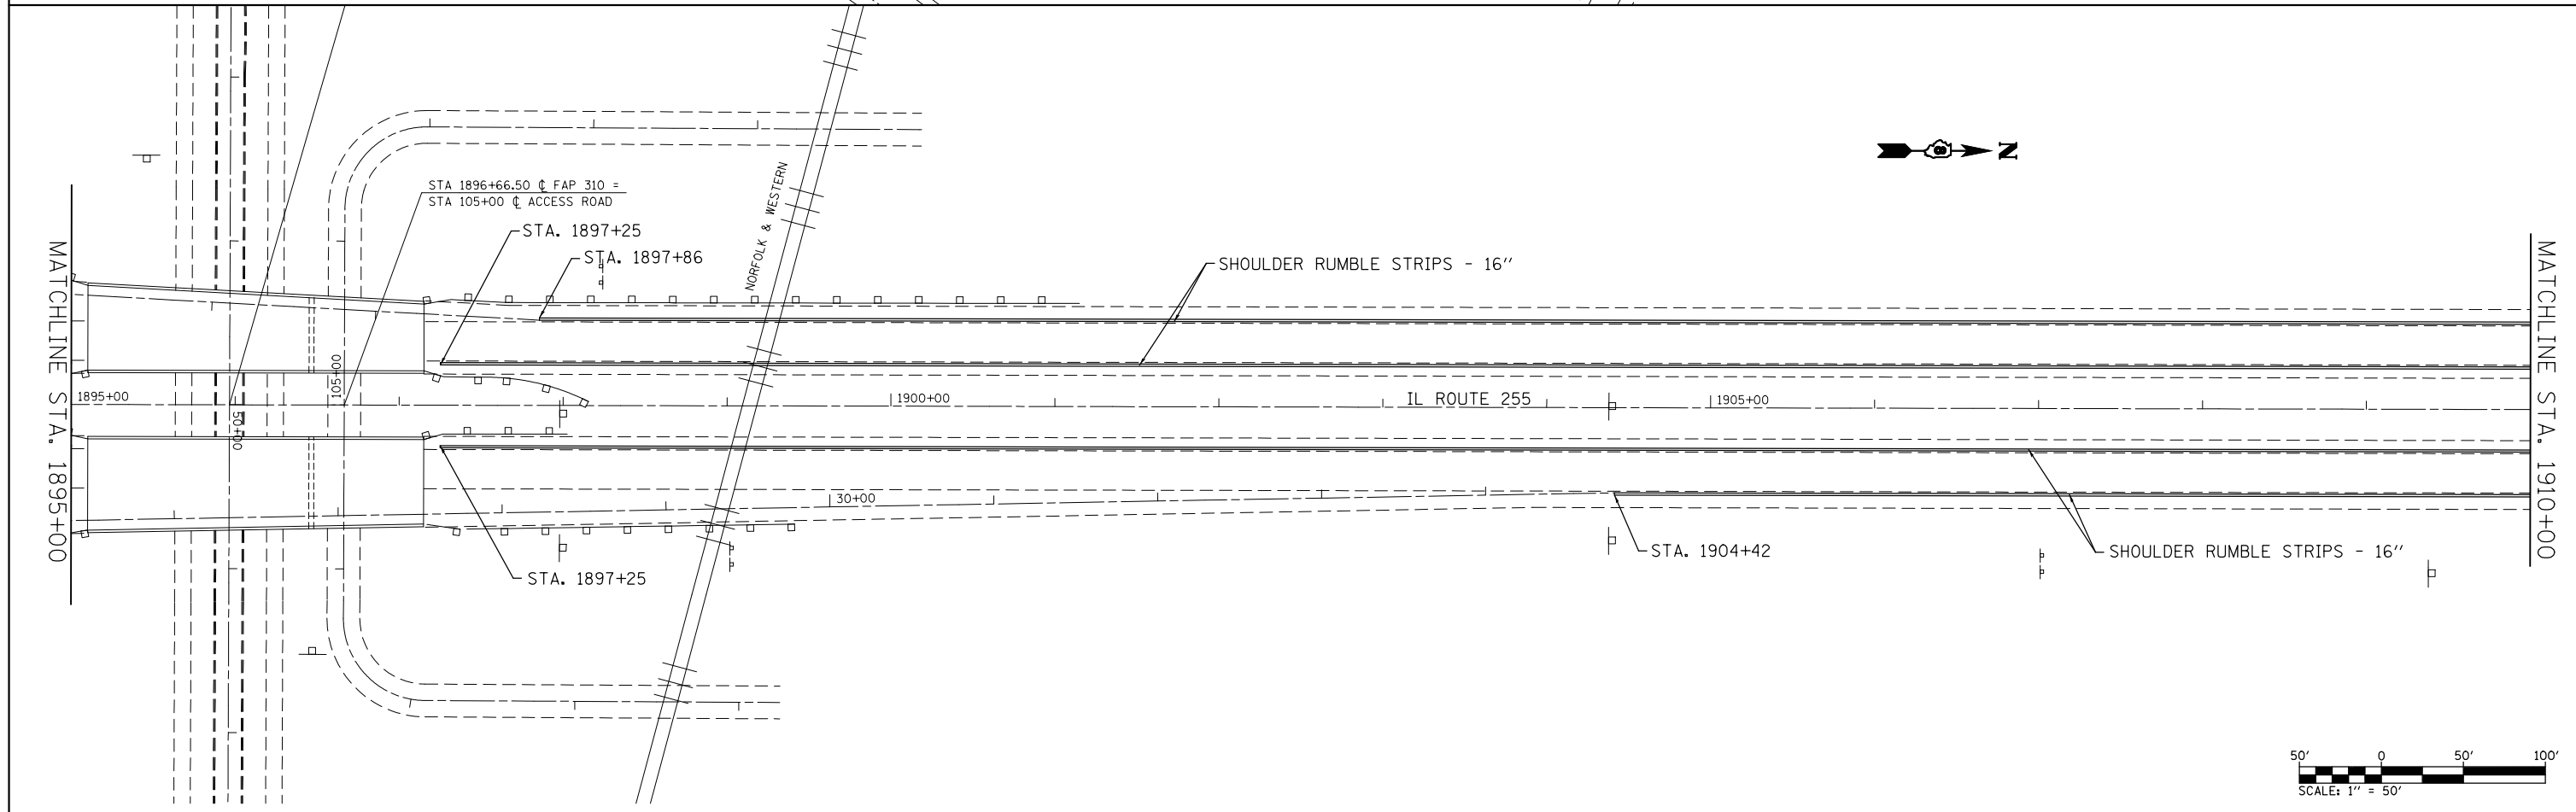 N
STA 1896+66.50 ℄ FAP 310 =
STA 105+00 ℄ ACCESS ROAD
NORFOLK & WESTERN
STA. 1897+25
STA. 1897+86
SHOULDER RUMBLE STRIPS - 16"
MATCHLINE STA. 1895+00
MATCHLINE STA. 1910+00
105+00
1895+00
50+00
1900+00
IL ROUTE 255
1905+00
30+00
STA. 1897+25
STA. 1904+42
SHOULDER RUMBLE STRIPS - 16"
50' 0 50' 100'
SCALE: 1" = 50'